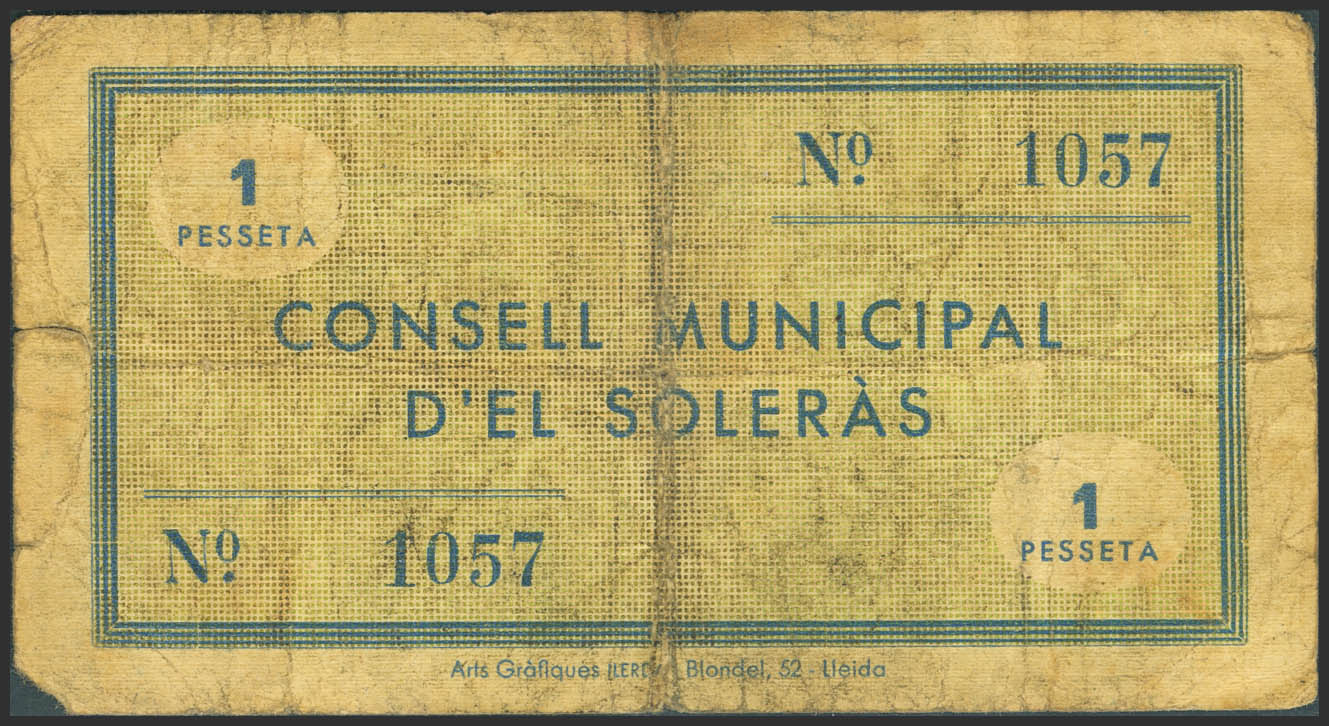 1
PESSETA
Nº. 1057
CONSELL MUNICIPAL
D'EL SOLERÀS
Nº. 1057
1
PESSETA
Arts Gràfiques Blondel, 52 - Lleida